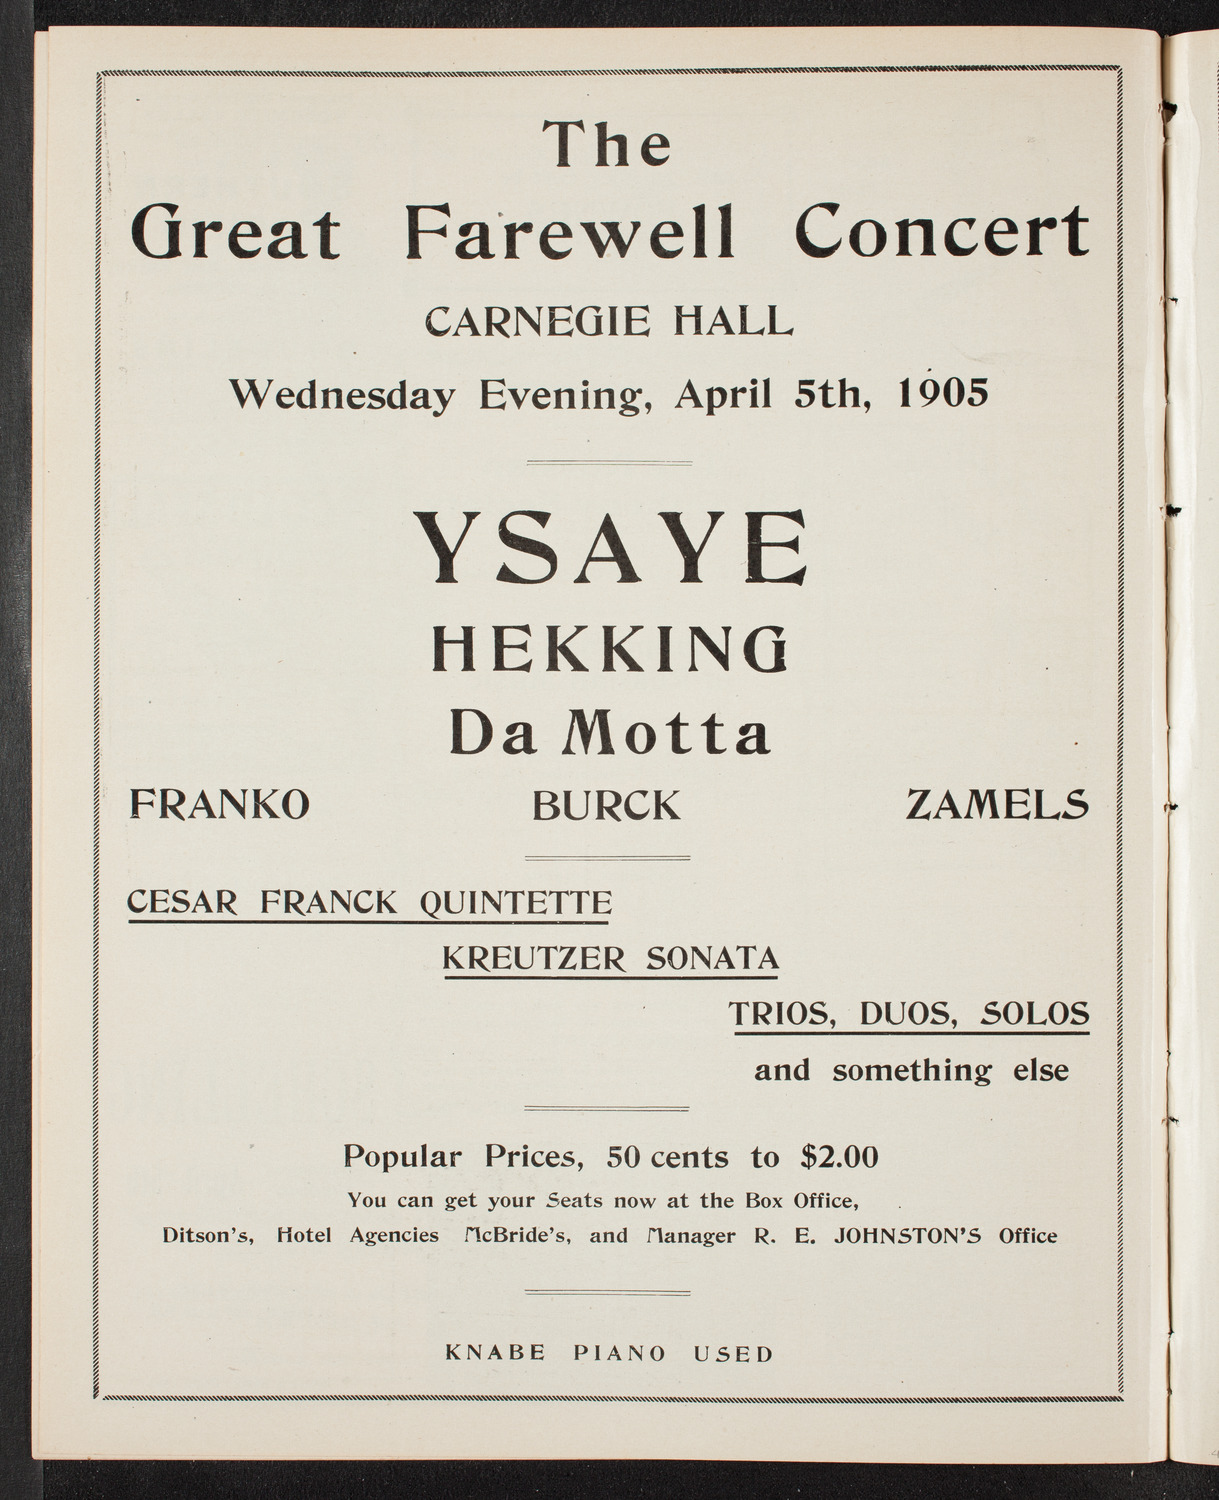 The
Great Farewell Concert
CARNEGIE HALL
Wednesday Evening, April 5th, 1905
YSAYE
HEKKING
Da Motta
FRANKO BURCK ZAMELS
CESAR FRANCK QUINTETTE
KREUTZER SONATA
TRIOS, DUOS, SOLOS
and something else
Popular Prices, 50 cents to $2.00
You can get your Seats now at the Box Office,
Ditson's, Hotel Agencies McBride's, and Manager R. E. JOHNSTON'S Office
KNABE PIANO USED